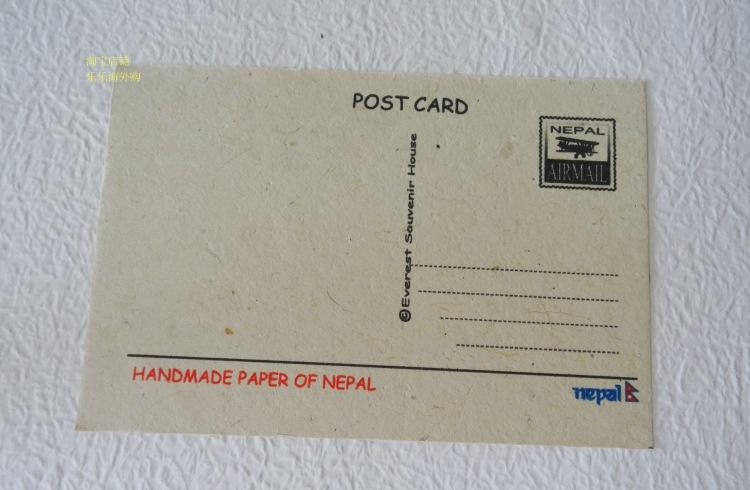 淘宝店铺
乐乐海外购
POST CARD
NEPAL
AIRMAIL
©Everest Souvenir House
HANDMADE PAPER OF NEPAL
nepal